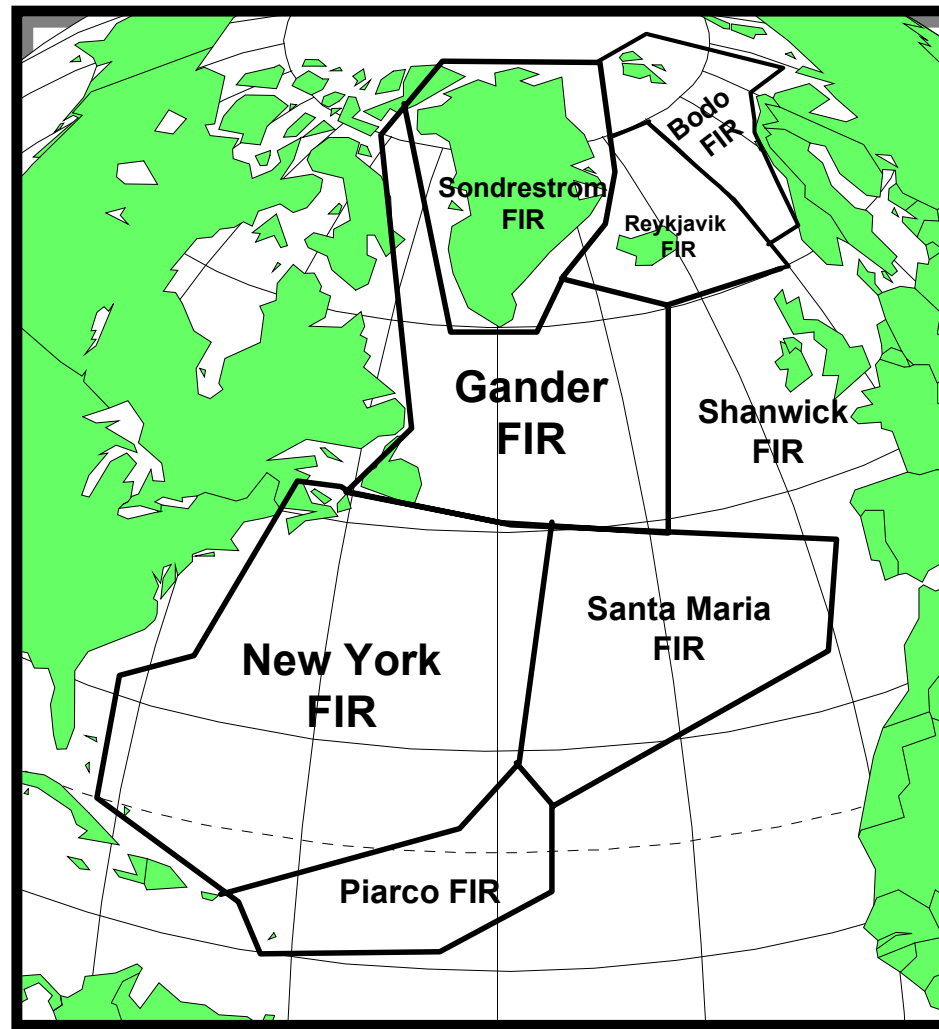 Bodo
FIR
Sondrestrom
FIR
Reykjavik
FIR
Gander
FIR
Shanwick
FIR
Santa Maria
FIR
New York
FIR
Piarco FIR